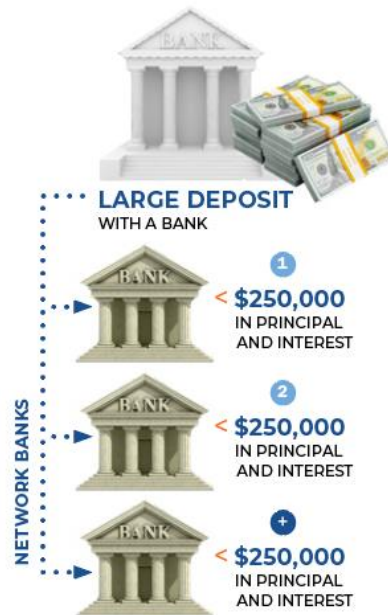 BANK
LARGE DEPOSIT
WITH A BANK
NETWORK BANKS
BANK
1
< $250,000
IN PRINCIPAL
AND INTEREST
BANK
2
< $250,000
IN PRINCIPAL
AND INTEREST
BANK
+
< $250,000
IN PRINCIPAL
AND INTEREST